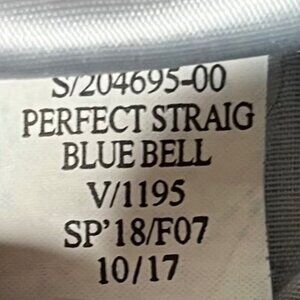 S/204695-00
PERFECT STRAIG
BLUE BELL
V/1195
SP'18/F07
10/17